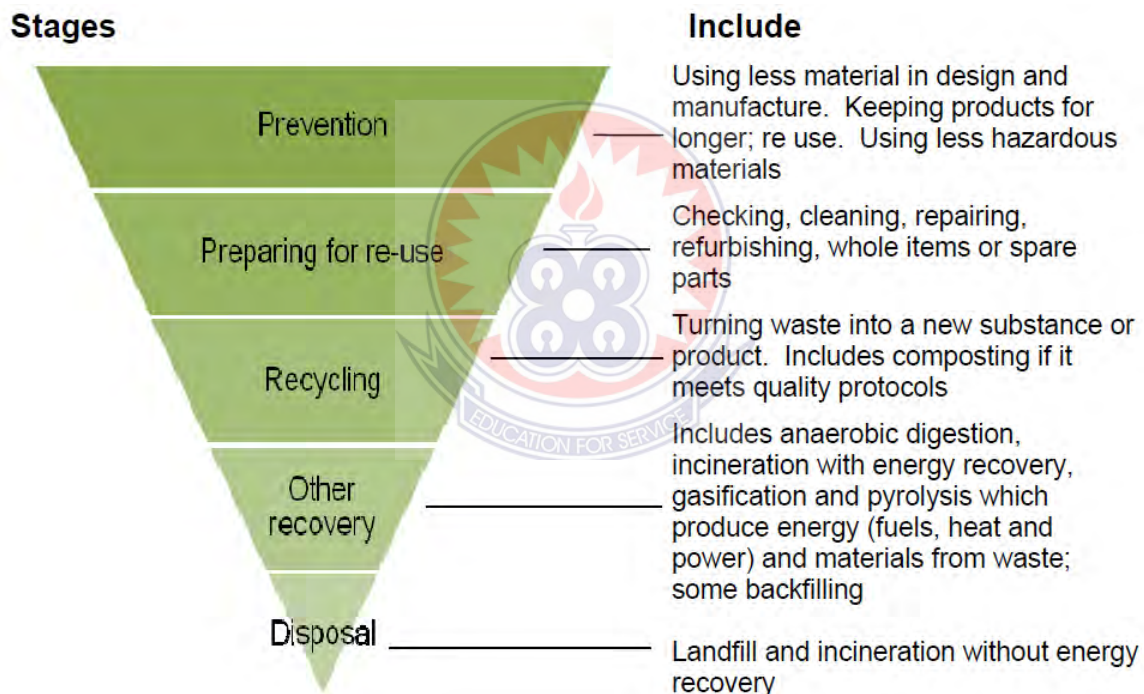 Stages
Include
Prevention
Using less material in design and
manufacture.  Keeping products for
longer; re use.  Using less hazardous
materials
Preparing for re-use
Checking, cleaning, repairing,
refurbishing, whole items or spare
parts
Recycling
Turning waste into a new substance or
product.  Includes composting if it
meets quality protocols
EDUCATION FOR SERVICE
Other
recovery
Includes anaerobic digestion,
incineration with energy recovery,
gasification and pyrolysis which
produce energy (fuels, heat and
power) and materials from waste;
some backfilling
Disposal
Landfill and incineration without energy
recovery